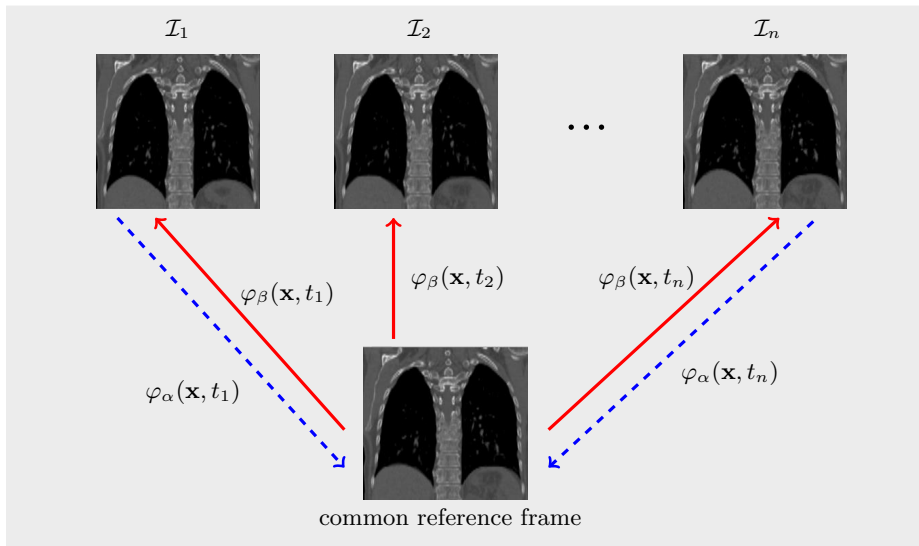 ℐ₁ ℐ₂ ℐₙ
⋯
φβ(x, t₁) φβ(x, t₂) φβ(x, tₙ)
φα(x, t₁) φα(x, tₙ)
common reference frame